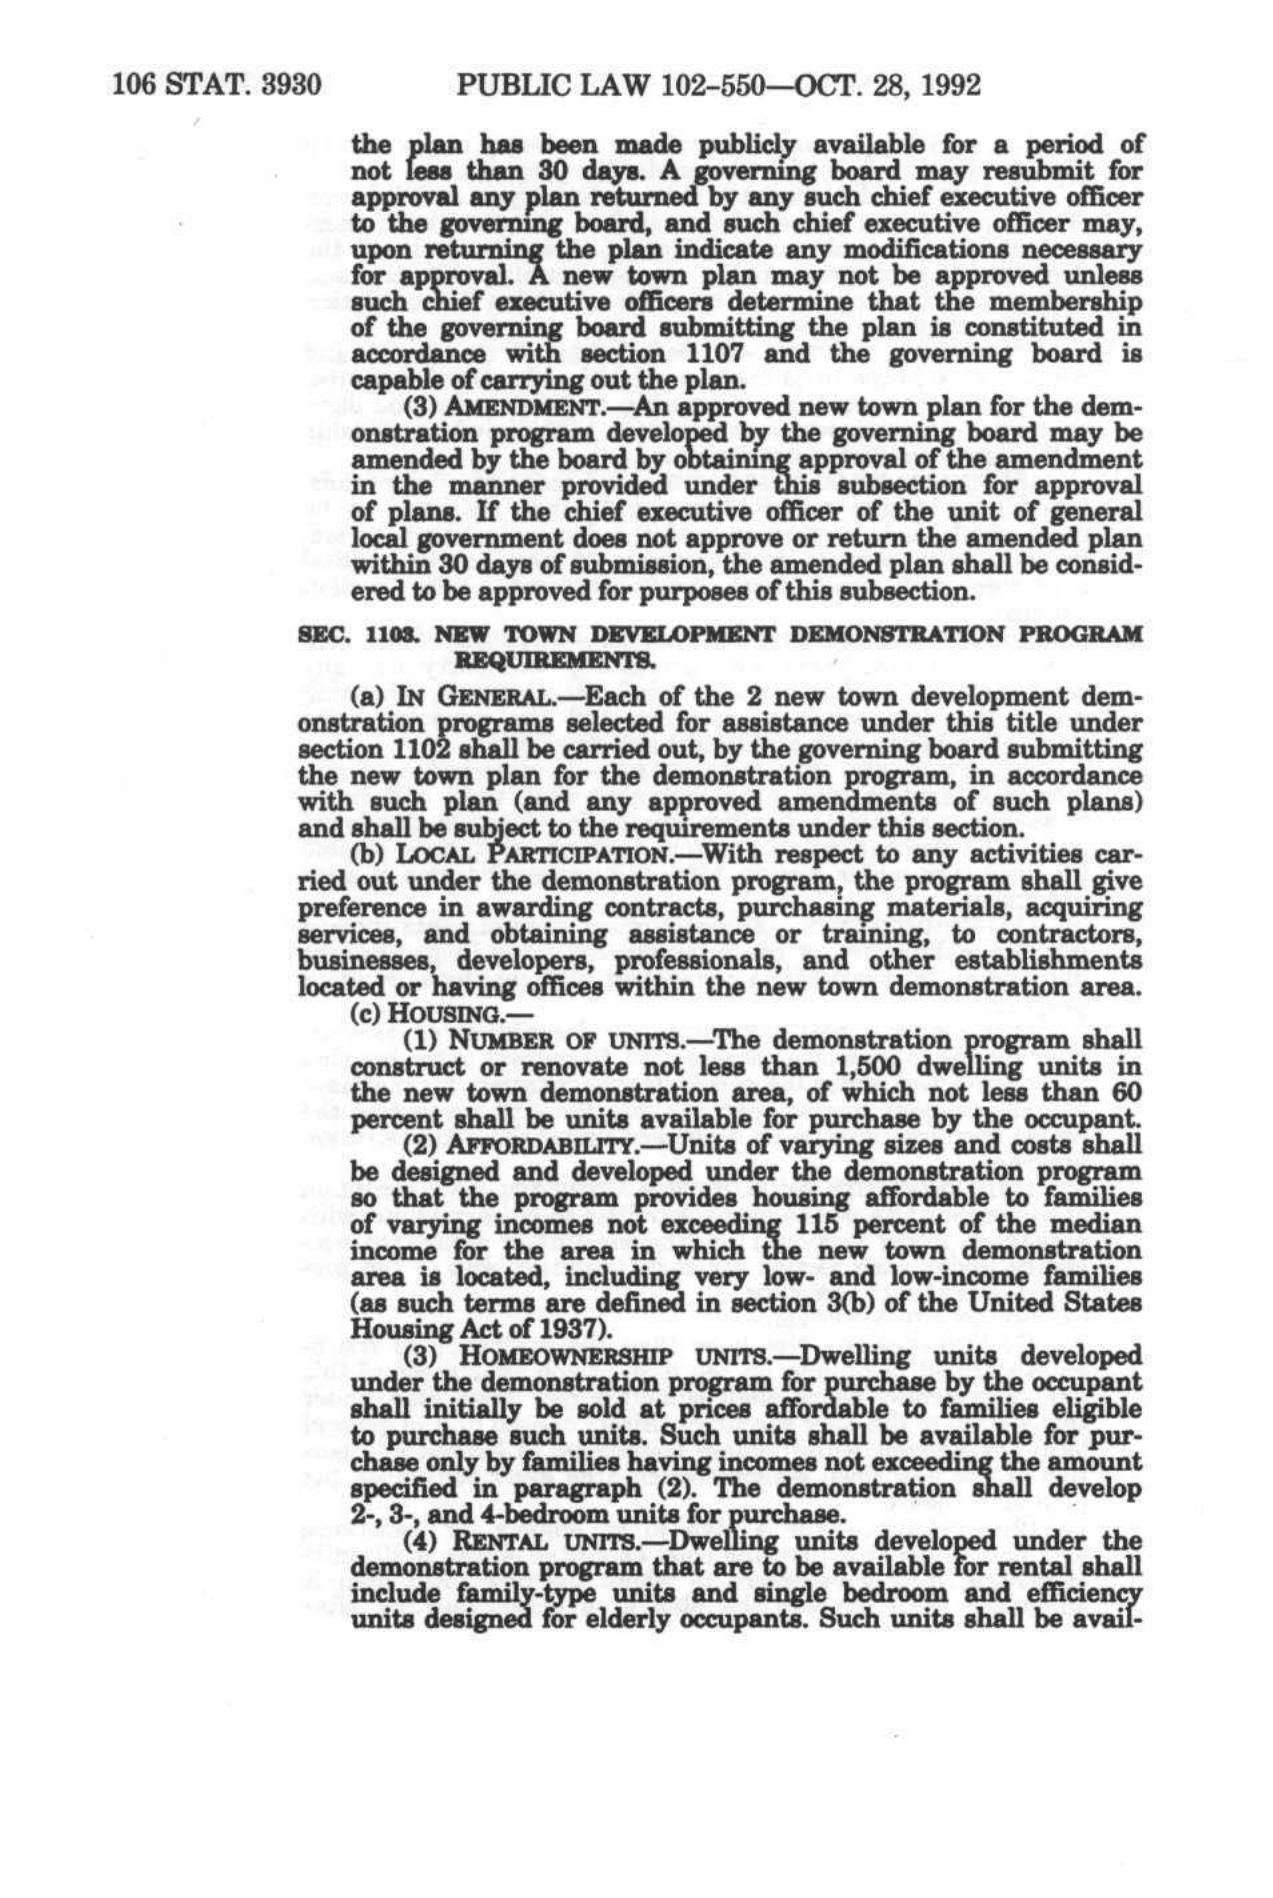 106 STAT. 3930 PUBLIC LAW 102–550—OCT. 28, 1992
the plan has been made publicly available for a period of
not less than 30 days. A governing board may resubmit for
approval any plan returned by any such chief executive officer
to the governing board, and such chief executive officer may,
upon returning the plan indicate any modifications necessary
for approval. A new town plan may not be approved unless
such chief executive officers determine that the membership
of the governing board submitting the plan is constituted in
accordance with section 1107 and the governing board is
capable of carrying out the plan.
(3) AMENDMENT.—An approved new town plan for the dem-
onstration program developed by the governing board may be
amended by the board by obtaining approval of the amendment
in the manner provided under this subsection for approval
of plans. If the chief executive officer of the unit of general
local government does not approve or return the amended plan
within 30 days of submission, the amended plan shall be consid-
ered to be approved for purposes of this subsection.
SEC. 1103. NEW TOWN DEVELOPMENT DEMONSTRATION PROGRAM
REQUIREMENTS.
(a) IN GENERAL.—Each of the 2 new town development dem-
onstration programs selected for assistance under this title under
section 1102 shall be carried out, by the governing board submitting
the new town plan for the demonstration program, in accordance
with such plan (and any approved amendments of such plans)
and shall be subject to the requirements under this section.
(b) LOCAL PARTICIPATION.—With respect to any activities car-
ried out under the demonstration program, the program shall give
preference in awarding contracts, purchasing materials, acquiring
services, and obtaining assistance or training, to contractors,
businesses, developers, professionals, and other establishments
located or having offices within the new town demonstration area.
(c) HOUSING.—
(1) NUMBER OF UNITS.—The demonstration program shall
construct or renovate not less than 1,500 dwelling units in
the new town demonstration area, of which not less than 60
percent shall be units available for purchase by the occupant.
(2) AFFORDABILITY.—Units of varying sizes and costs shall
be designed and developed under the demonstration program
so that the program provides housing affordable to families
of varying incomes not exceeding 115 percent of the median
income for the area in which the new town demonstration
area is located, including very low- and low-income families
(as such terms are defined in section 3(b) of the United States
Housing Act of 1937).
(3) HOMEOWNERSHIP UNITS.—Dwelling units developed
under the demonstration program for purchase by the occupant
shall initially be sold at prices affordable to families eligible
to purchase such units. Such units shall be available for pur-
chase only by families having incomes not exceeding the amount
specified in paragraph (2). The demonstration shall develop
2-, 3-, and 4-bedroom units for purchase.
(4) RENTAL UNITS.—Dwelling units developed under the
demonstration program that are to be available for rental shall
include family-type units and single bedroom and efficiency
units designed for elderly occupants. Such units shall be avail-